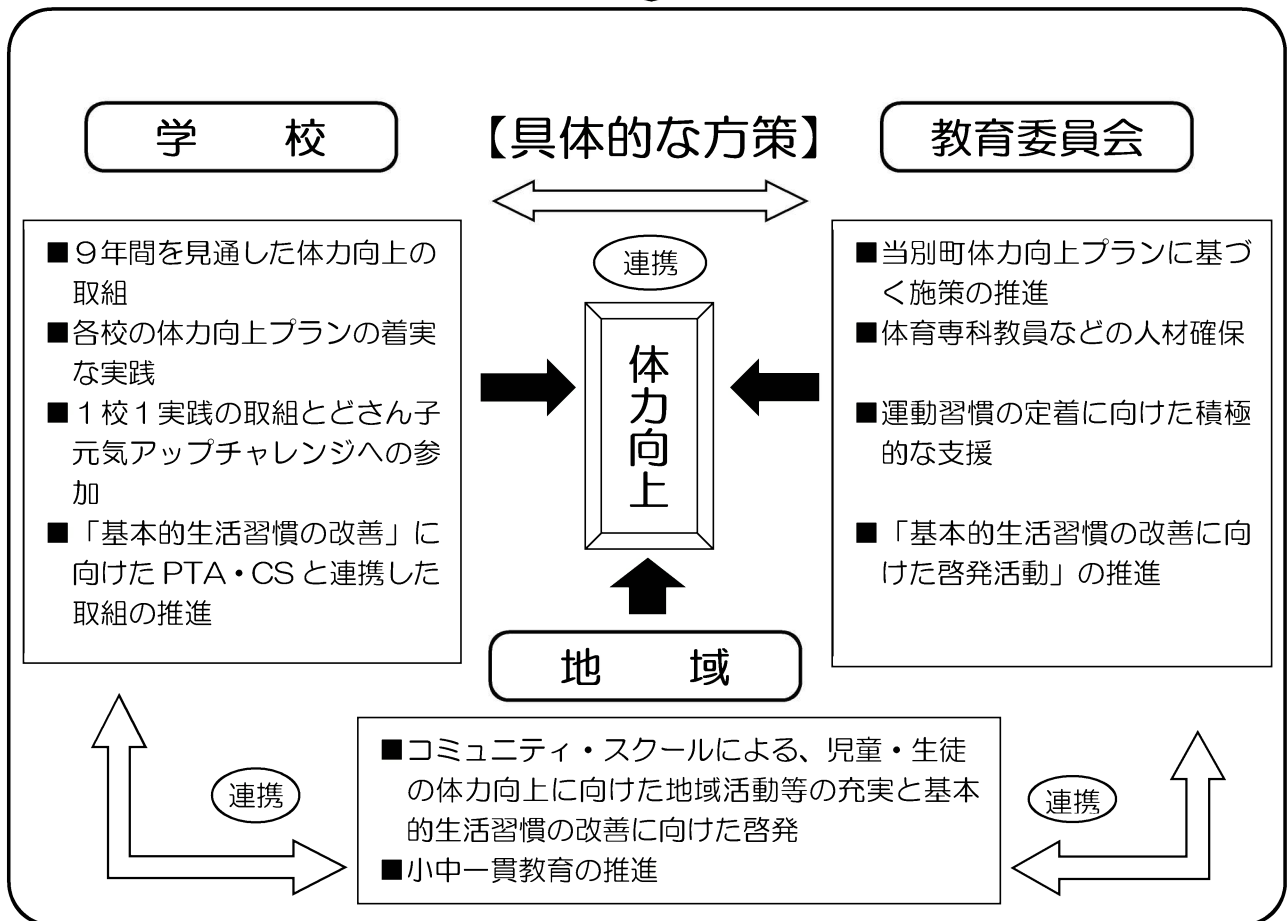 学　校
【具体的な方策】
教育委員会
連携
■９年間を見通した体力向上の
取組
■各校の体力向上プランの着実
な実践
■１校１実践の取組とどさん子
元気アップチャレンジへの参
加
■「基本的生活習慣の改善」に
向けた PTA・CS と連携した
取組の推進
体力向上
■当別町体力向上プランに基づ
く施策の推進
■体育専科教員などの人材確保
■運動習慣の定着に向けた積極
的な支援
■「基本的生活習慣の改善に向
けた啓発活動」の推進
地　域
連携
■コミュニティ・スクールによる、児童・生徒
の体力向上に向けた地域活動等の充実と基本
的生活習慣の改善に向けた啓発
■小中一貫教育の推進
連携